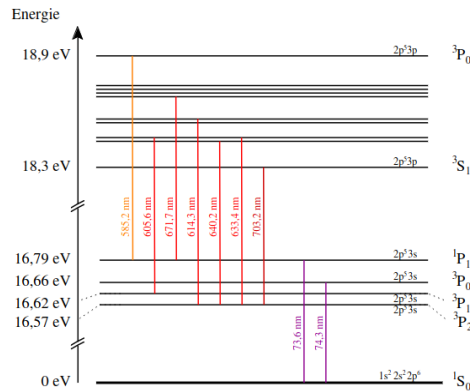 Energie
18,9 eV 2p⁵3p ³P₀
18,3 eV 2p⁵3p ³S₁
585,2 nm
605,6 nm
671,7 nm
614,3 nm
640,2 nm
633,4 nm
703,2 nm
16,79 eV 2p⁵3s ¹P₁
16,66 eV 2p⁵3s ³P₀
16,62 eV 2p⁵3s ³P₁
16,57 eV 2p⁵3s ³P₂
73,6 nm
74,3 nm
0 eV 1s² 2s² 2p⁶ ¹S₀